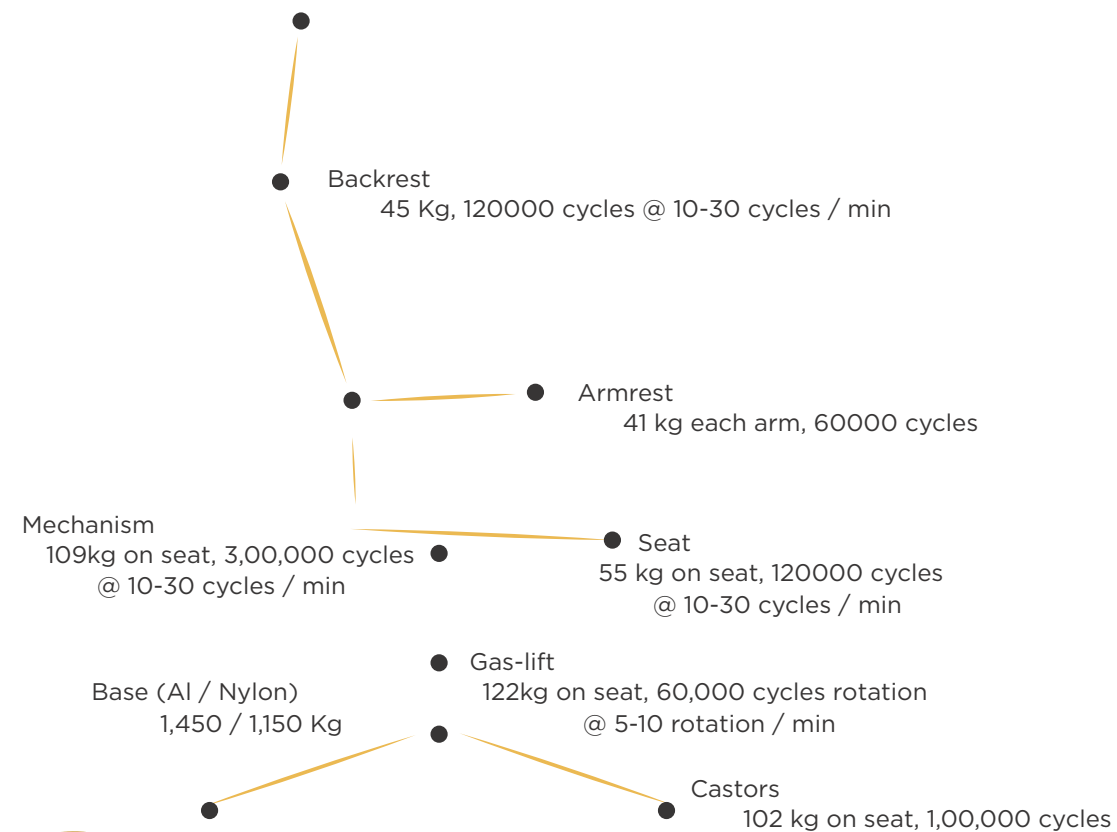 Backrest
45 Kg, 120000 cycles @ 10-30 cycles / min
Armrest
41 kg each arm, 60000 cycles
Mechanism
109kg on seat, 3,00,000 cycles
@ 10-30 cycles / min
Seat
55 kg on seat, 120000 cycles
@ 10-30 cycles / min
Gas-lift
122kg on seat, 60,000 cycles rotation
@ 5-10 rotation / min
Base (Al / Nylon)
1,450 / 1,150 Kg
Castors
102 kg on seat, 1,00,000 cycles